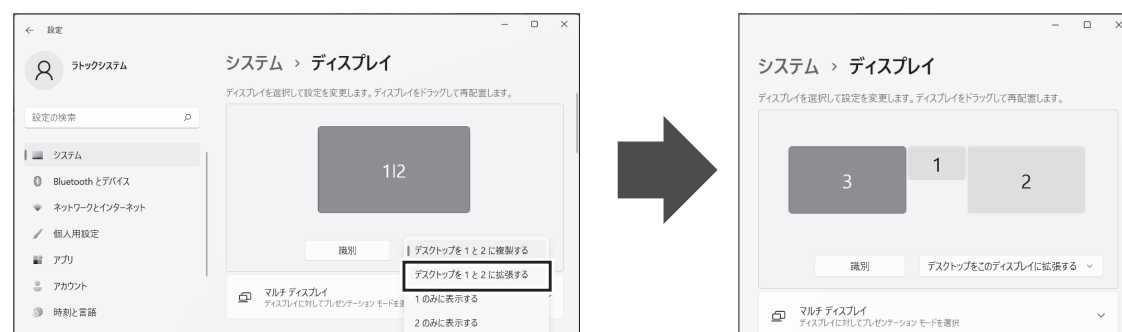 ← 設定
ラトックシステム
設定の検索
システム
Bluetooth とデバイス
ネットワークとインターネット
個人用設定
アプリ
アカウント
時刻と言語
システム › ディスプレイ
ディスプレイを選択して設定を変更します。ディスプレイをドラッグして再配置します。
1|2
識別
デスクトップを 1 と 2 に複製する
デスクトップを 1 と 2 に拡張する
1 のみに表示する
2 のみに表示する
マルチ ディスプレイ
ディスプレイに対してプレゼンテーション モードを
システム › ディスプレイ
ディスプレイを選択して設定を変更します。ディスプレイをドラッグして再配置します。
3
1
2
識別
デスクトップをこのディスプレイに拡張する
マルチ ディスプレイ
ディスプレイに対してプレゼンテーション モードを選択